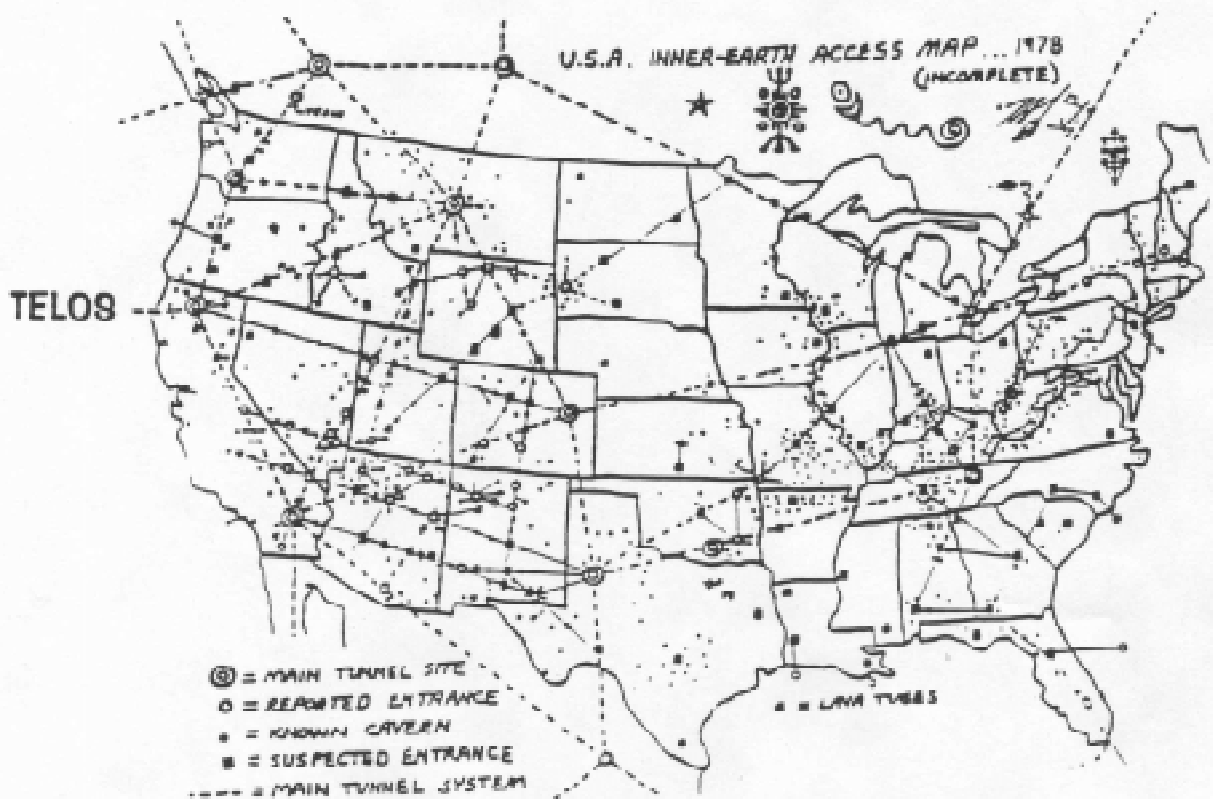 U.S.A. INNER-EARTH ACCESS MAP... 1978
(INCOMPLETE)
TELOS
= MAIN TUNNEL SITE
= REPORTED ENTRANCE
= KNOWN CAVERN
= SUSPECTED ENTRANCE
= MAIN TUNNEL SYSTEM
= LAVA TUBES